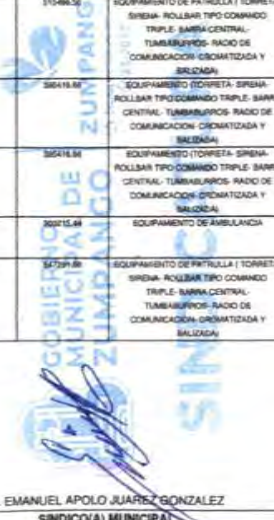 EQUIPAMIENTO DE PATRULLA ( TORRETA-
SIRENA- ROLLBAR TIPO COMANDO
TRIPLE- BARRA CENTRAL-
TUMBABURROS- RADIO DE
COMUNICACION- CROMATIZADA Y
BALIZADA)
EQUIPAMIENTO (TORRETA- SIRENA-
ROLLBAR TIPO COMANDO TRIPLE- BARRA
CENTRAL- TUMBABURROS- RADIO DE
COMUNICACION- CROMATIZADA Y
BALIZADA)
EQUIPAMIENTO (TORRETA- SIRENA-
ROLLBAR TIPO COMANDO TRIPLE- BARRA
CENTRAL- TUMBABURROS- RADIO DE
COMUNICACION- CROMATIZADA Y
BALIZADA)
EQUIPAMIENTO DE AMBULANCIA
EQUIPAMIENTO DE PATRULLA ( TORRETA-
SIRENA- ROLLBAR TIPO COMANDO
TRIPLE- BARRA CENTRAL-
TUMBABURROS- RADIO DE
COMUNICACION- CROMATIZADA Y
BALIZADA)
ZUMPANGO
GOBIERNO
MUNICIPAL DE
ZUMPANGO
EMANUEL APOLO JUAREZ GONZALEZ
SINDICO(A) MUNICIPAL